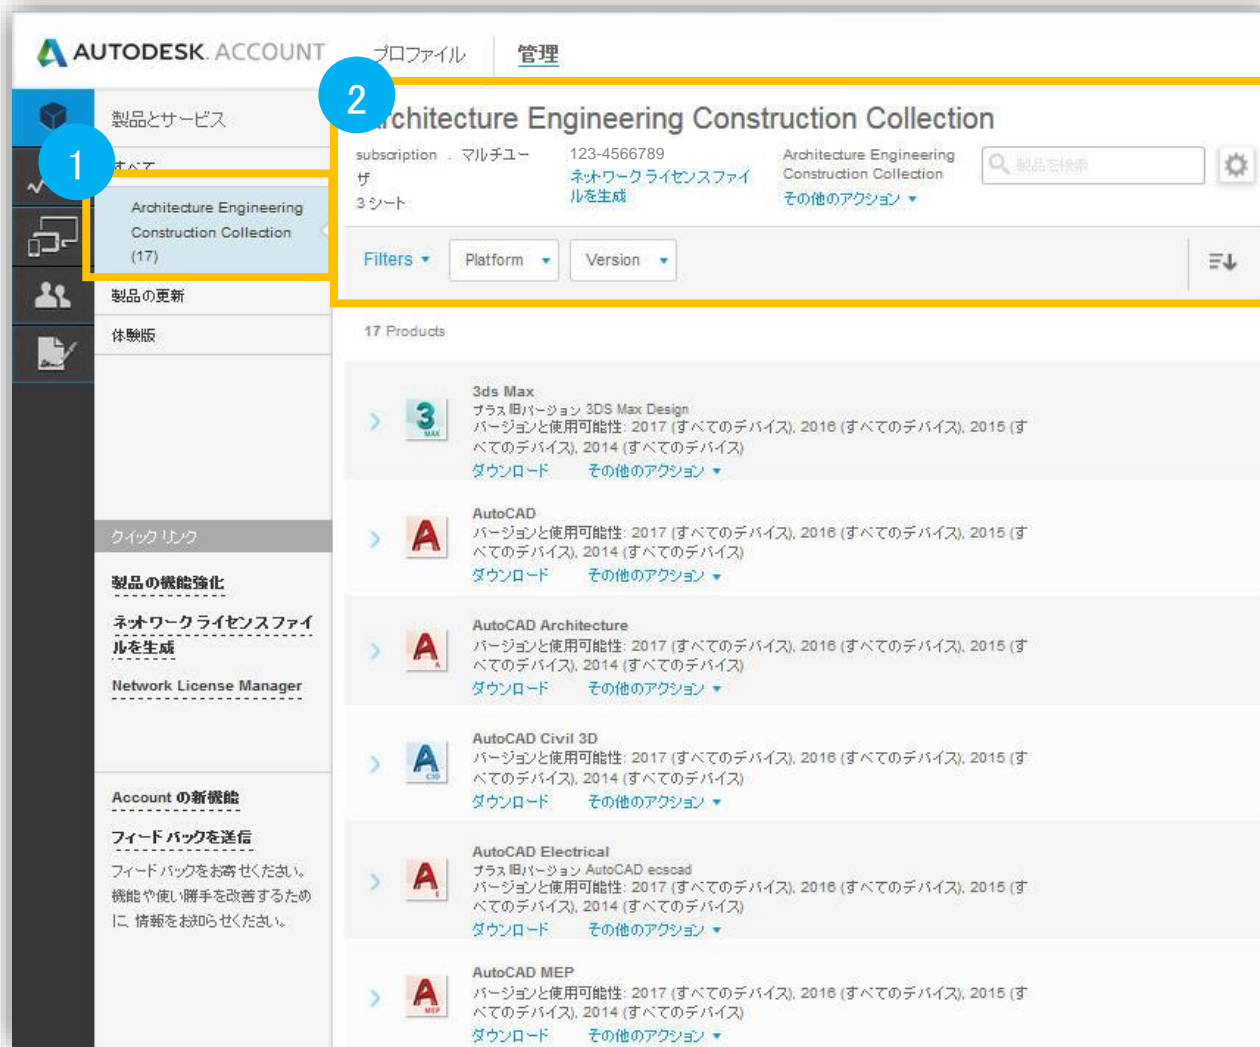 AUTODESK. ACCOUNT
プロファイル
管理
製品とサービス
すべて
1
Architecture Engineering
Construction Collection
(17)
製品の更新
体験版
クイック リンク
製品の機能強化
ネットワーク ライセンス ファイ
ルを生成
Network License Manager
Account の新機能
フィードバックを送信
フィードバックをお寄せください。
機能や使い勝手を改善するため
に、情報をお知らせください。
2
Architecture Engineering Construction Collection
subscription . マルチユー
ザ
3 シート
123-4566789
ネットワーク ライセンス ファイ
ルを生成
Architecture Engineering
Construction Collection
その他のアクション
製品を検索
Filters
Platform
Version
17 Products
3ds Max
プラス 旧バージョン 3DS Max Design
バージョンと使用可能性: 2017 (すべてのデバイス), 2016 (すべてのデバイス), 2015 (す
べてのデバイス), 2014 (すべてのデバイス)
ダウンロード その他のアクション
3
MAX
AutoCAD
バージョンと使用可能性: 2017 (すべてのデバイス), 2016 (すべてのデバイス), 2015 (す
べてのデバイス), 2014 (すべてのデバイス)
ダウンロード その他のアクション
A
AutoCAD Architecture
バージョンと使用可能性: 2017 (すべてのデバイス), 2016 (すべてのデバイス), 2015 (す
べてのデバイス), 2014 (すべてのデバイス)
ダウンロード その他のアクション
A
A
AutoCAD Civil 3D
バージョンと使用可能性: 2017 (すべてのデバイス), 2016 (すべてのデバイス), 2015 (す
べてのデバイス), 2014 (すべてのデバイス)
ダウンロード その他のアクション
A
C3D
AutoCAD Electrical
プラス 旧バージョン AutoCAD ecscad
バージョンと使用可能性: 2017 (すべてのデバイス), 2016 (すべてのデバイス), 2015 (す
べてのデバイス), 2014 (すべてのデバイス)
ダウンロード その他のアクション
A
E
AutoCAD MEP
バージョンと使用可能性: 2017 (すべてのデバイス), 2016 (すべてのデバイス), 2015 (す
べてのデバイス), 2014 (すべてのデバイス)
ダウンロード その他のアクション
A
MEP